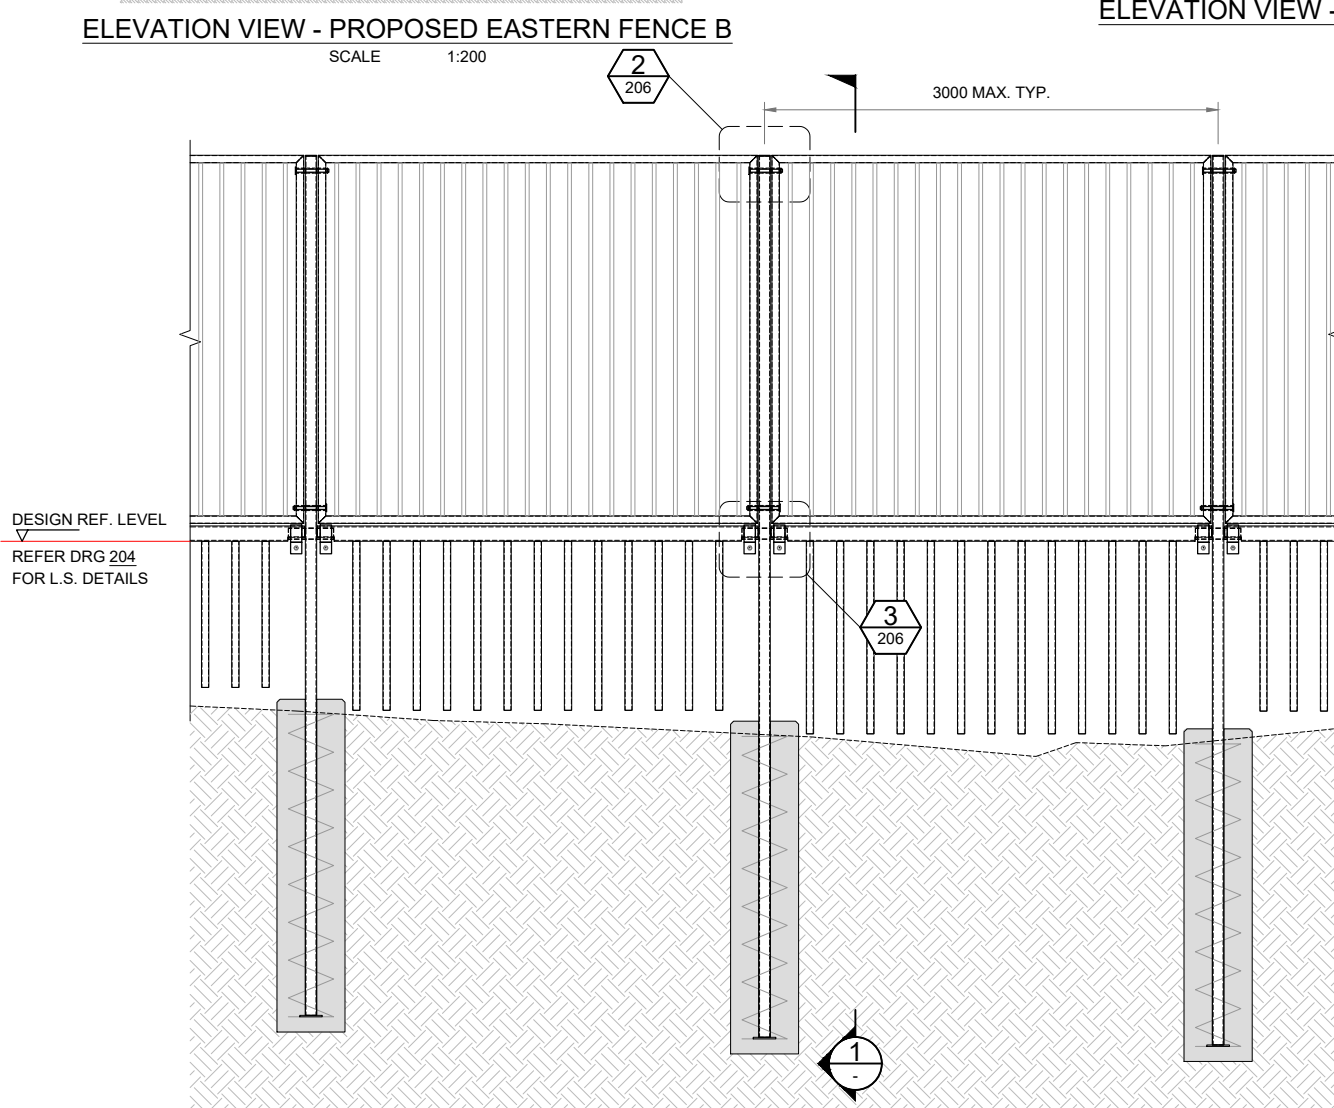 ELEVATION VIEW - PROPOSED EASTERN FENCE B
SCALE 1:200
ELEVATION VIEW -
2
206
3000 MAX. TYP.
DESIGN REF. LEVEL
REFER DRG 204
FOR L.S. DETAILS
3
206
1
-